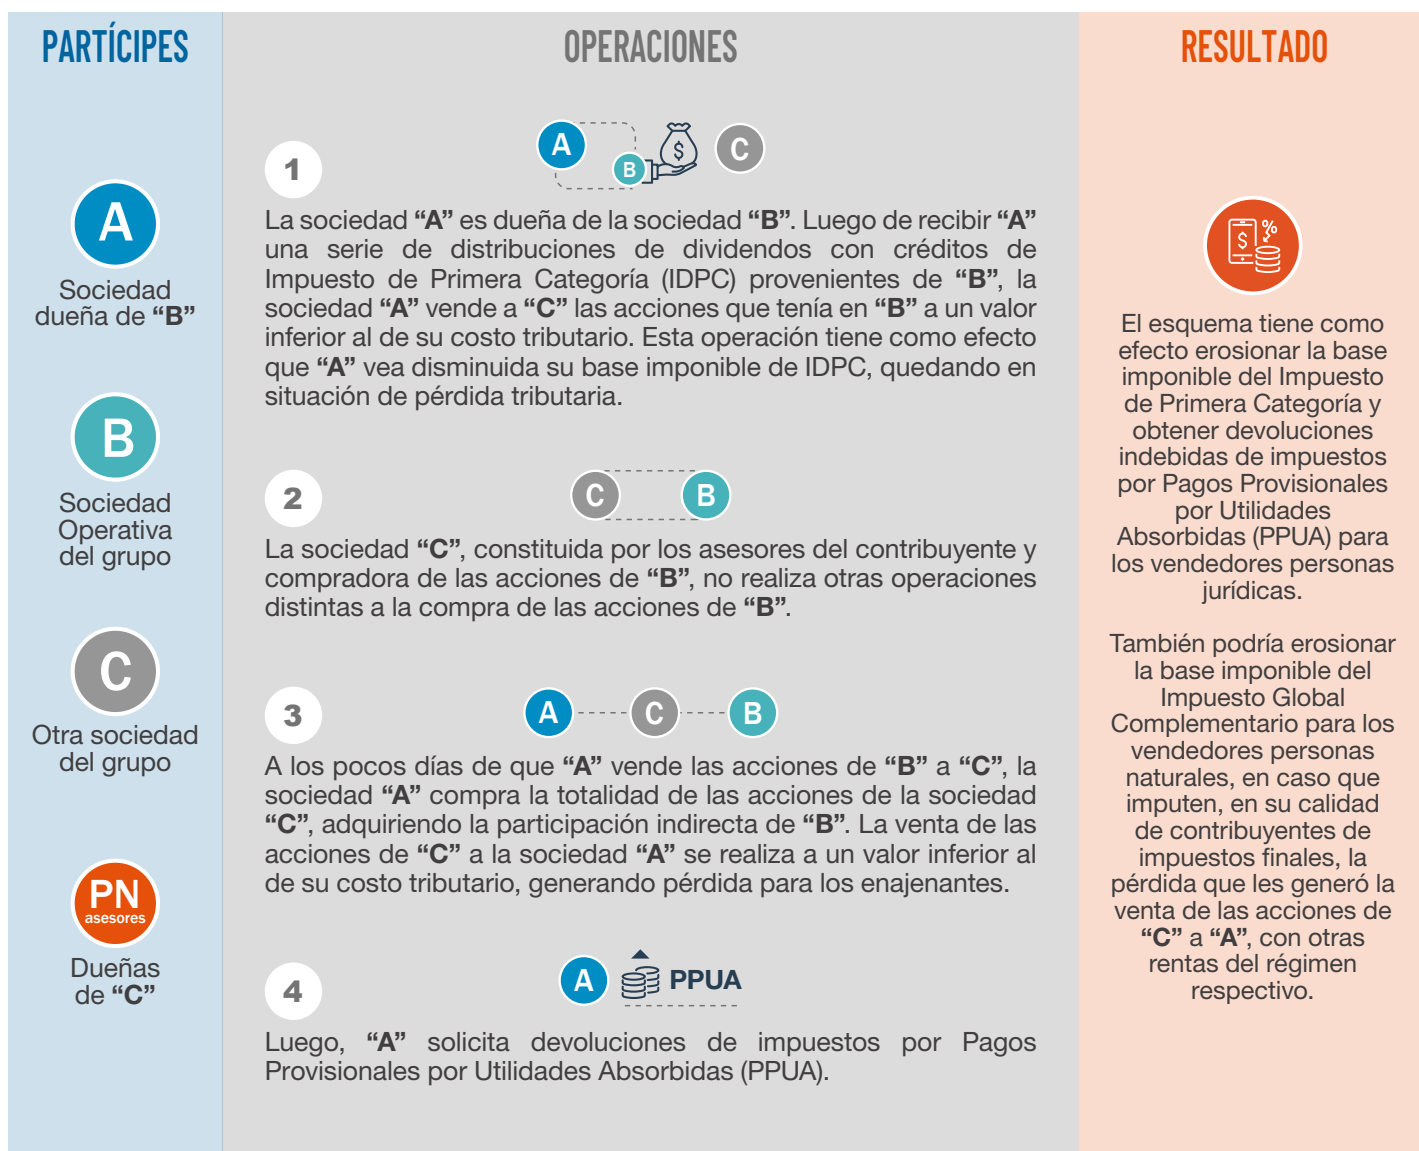 PARTÍCIPES
A
Sociedad
dueña de “B”
B
Sociedad
Operativa
del grupo
C
Otra sociedad
del grupo
PN
asesores
Dueñas
de “C”
OPERACIONES
1
A
B
$
C
La sociedad “A” es dueña de la sociedad “B”. Luego de recibir “A”
una serie de distribuciones de dividendos con créditos de
Impuesto de Primera Categoría (IDPC) provenientes de “B”, la
sociedad “A” vende a “C” las acciones que tenía en “B” a un valor
inferior al de su costo tributario. Esta operación tiene como efecto
que “A” vea disminuida su base imponible de IDPC, quedando en
situación de pérdida tributaria.
2
C
B
La sociedad “C”, constituida por los asesores del contribuyente y
compradora de las acciones de “B”, no realiza otras operaciones
distintas a la compra de las acciones de “B”.
3
A
C
B
A los pocos días de que “A” vende las acciones de “B” a “C”, la
sociedad “A” compra la totalidad de las acciones de la sociedad
“C”, adquiriendo la participación indirecta de “B”. La venta de las
acciones de “C” a la sociedad “A” se realiza a un valor inferior al
de su costo tributario, generando pérdida para los enajenantes.
4
A
PPUA
Luego, “A” solicita devoluciones de impuestos por Pagos
Provisionales por Utilidades Absorbidas (PPUA).
RESULTADO
$ %
El esquema tiene como
efecto erosionar la base
imponible del Impuesto
de Primera Categoría y
obtener devoluciones
indebidas de impuestos
por Pagos Provisionales
por Utilidades
Absorbidas (PPUA) para
los vendedores personas
jurídicas.
También podría erosionar
la base imponible del
Impuesto Global
Complementario para los
vendedores personas
naturales, en caso que
imputen, en su calidad
de contribuyentes de
impuestos finales, la
pérdida que les generó la
venta de las acciones de
“C” a “A”, con otras
rentas del régimen
respectivo.